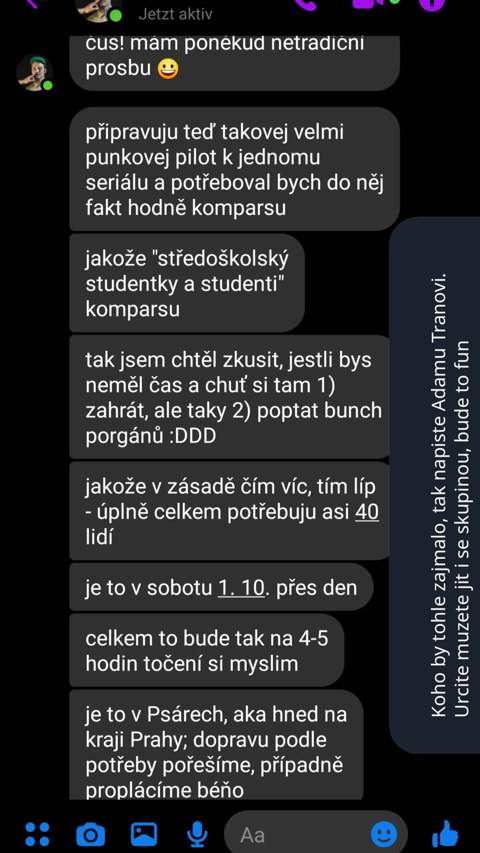 Jetzt aktiv
čus! mám poněkud netradiční
prosbu 😀
připravuju teď takovej velmi
punkovej pilot k jednomu
seriálu a potřeboval bych do něj
fakt hodně komparsu
jakože "středoškolský
studentky a studenti"
komparsu
tak jsem chtěl zkusit, jestli bys
neměl čas a chuť si tam 1)
zahrát, ale taky 2) poptat bunch
porgánů :DDD
jakože v zásadě čím víc, tím líp
- úplně celkem potřebuju asi 40
lidí
je to v sobotu 1. 10. přes den
celkem to bude tak na 4-5
hodin točení si myslim
je to v Psárech, aka hned na
kraji Prahy; dopravu podle
potřeby pořešíme, případně
proplácíme béňo
Aa
Koho by tohle zajmalo, tak napiste Adamu Tranovi.
Urcite muzete jit i se skupinou, bude to fun